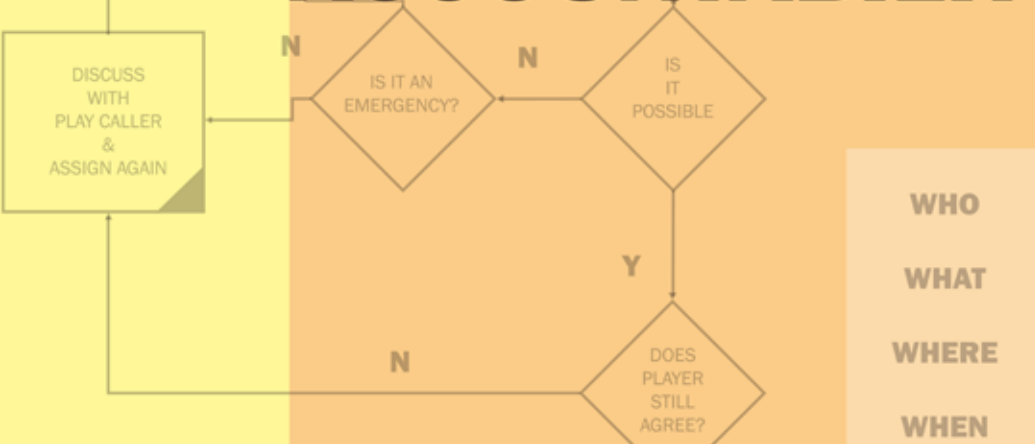 N
DISCUSS
WITH
PLAY CALLER
&
ASSIGN AGAIN
IS IT AN
EMERGENCY?
N
IS
IT
POSSIBLE
WHO
WHAT
WHERE
WHEN
Y
N
DOES
PLAYER
STILL
AGREE?